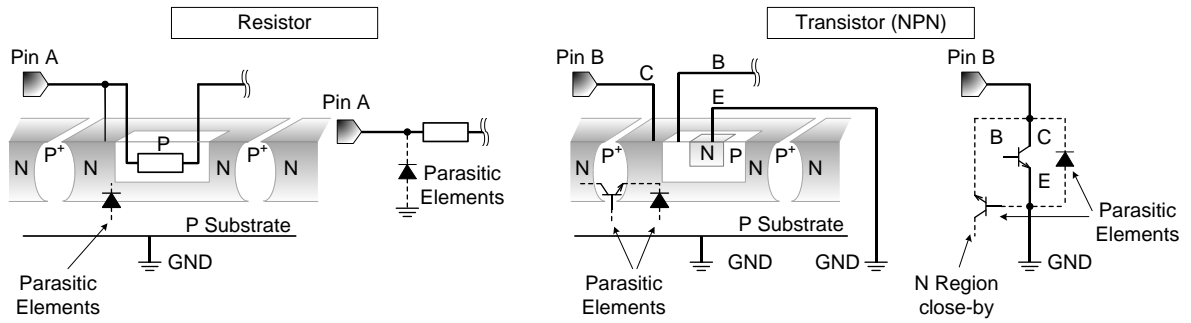 Resistor
Transistor (NPN)
Pin A
Pin A
N
P+
N
P
P+
N
N
Parasitic
Elements
P Substrate
GND
Parasitic
Elements
Pin B
C
B
E
N
P+
N
N
P
P+
N
P Substrate
GND
GND
Parasitic
Elements
Pin B
B
C
E
Parasitic
Elements
GND
N Region
close-by